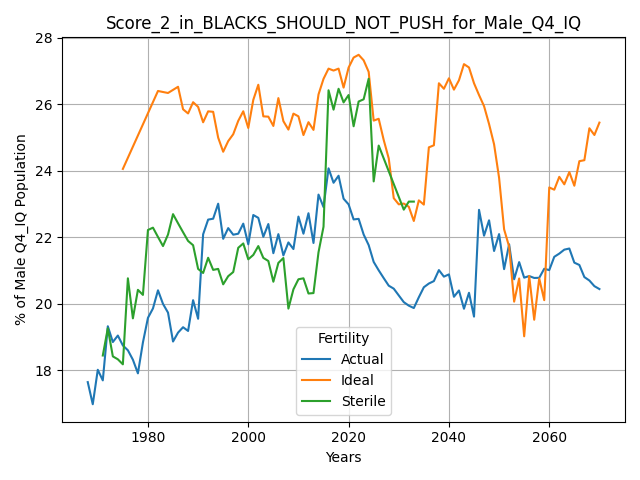 Score_2_in_BLACKS_SHOULD_NOT_PUSH_for_Male_Q4_IQ
28
26
24
22
20
18
% of Male Q4_IQ Population
Fertility
Actual
Ideal
Sterile
1980
2000
2020
2040
2060
Years